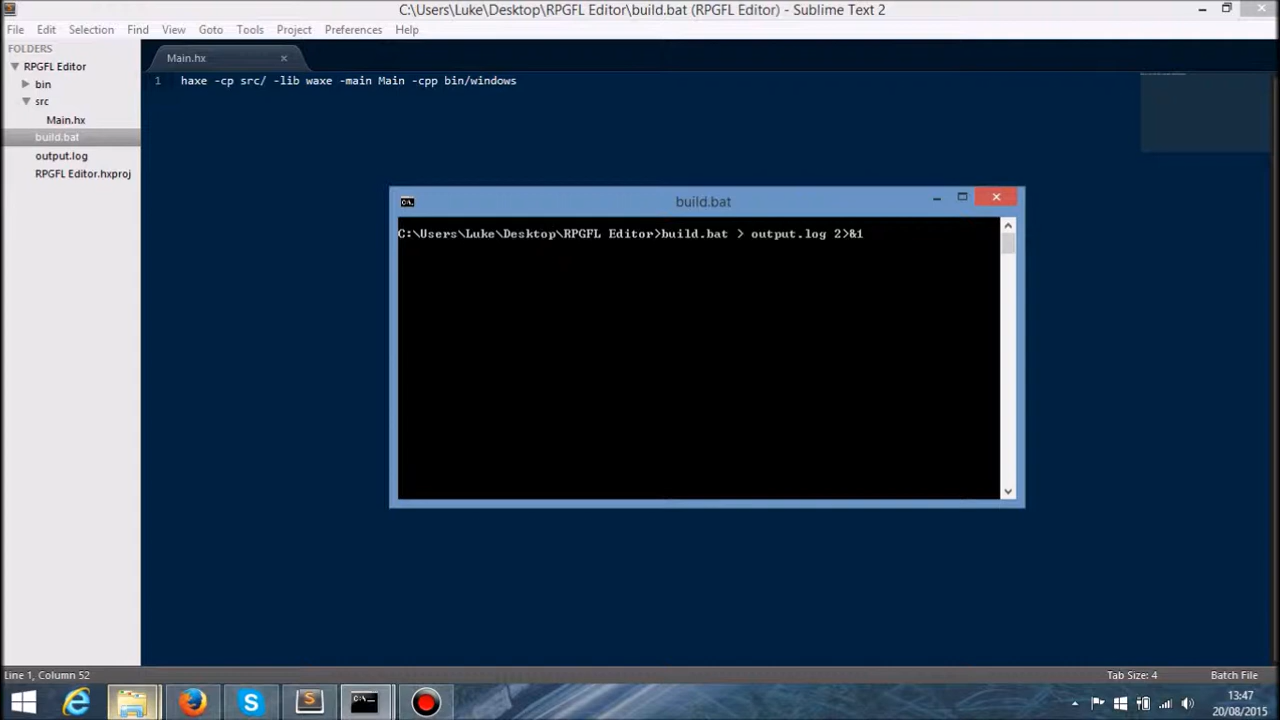 C:\Users\Luke\Desktop\RPGFL Editor\build.bat (RPGFL Editor) - Sublime Text 2
File Edit Selection Find View Goto Tools Project Preferences Help
FOLDERS
RPGFL Editor
bin
src
Main.hx
build.bat
output.log
RPGFL Editor.hxproj
Main.hx
1 haxe -cp src/ -lib waxe -main Main -cpp bin/windows
build.bat
C:\Users\Luke\Desktop\RPGFL Editor>build.bat > output.log 2>&1
Line 1, Column 52
Tab Size: 4
Batch File
13:47
20/08/2015